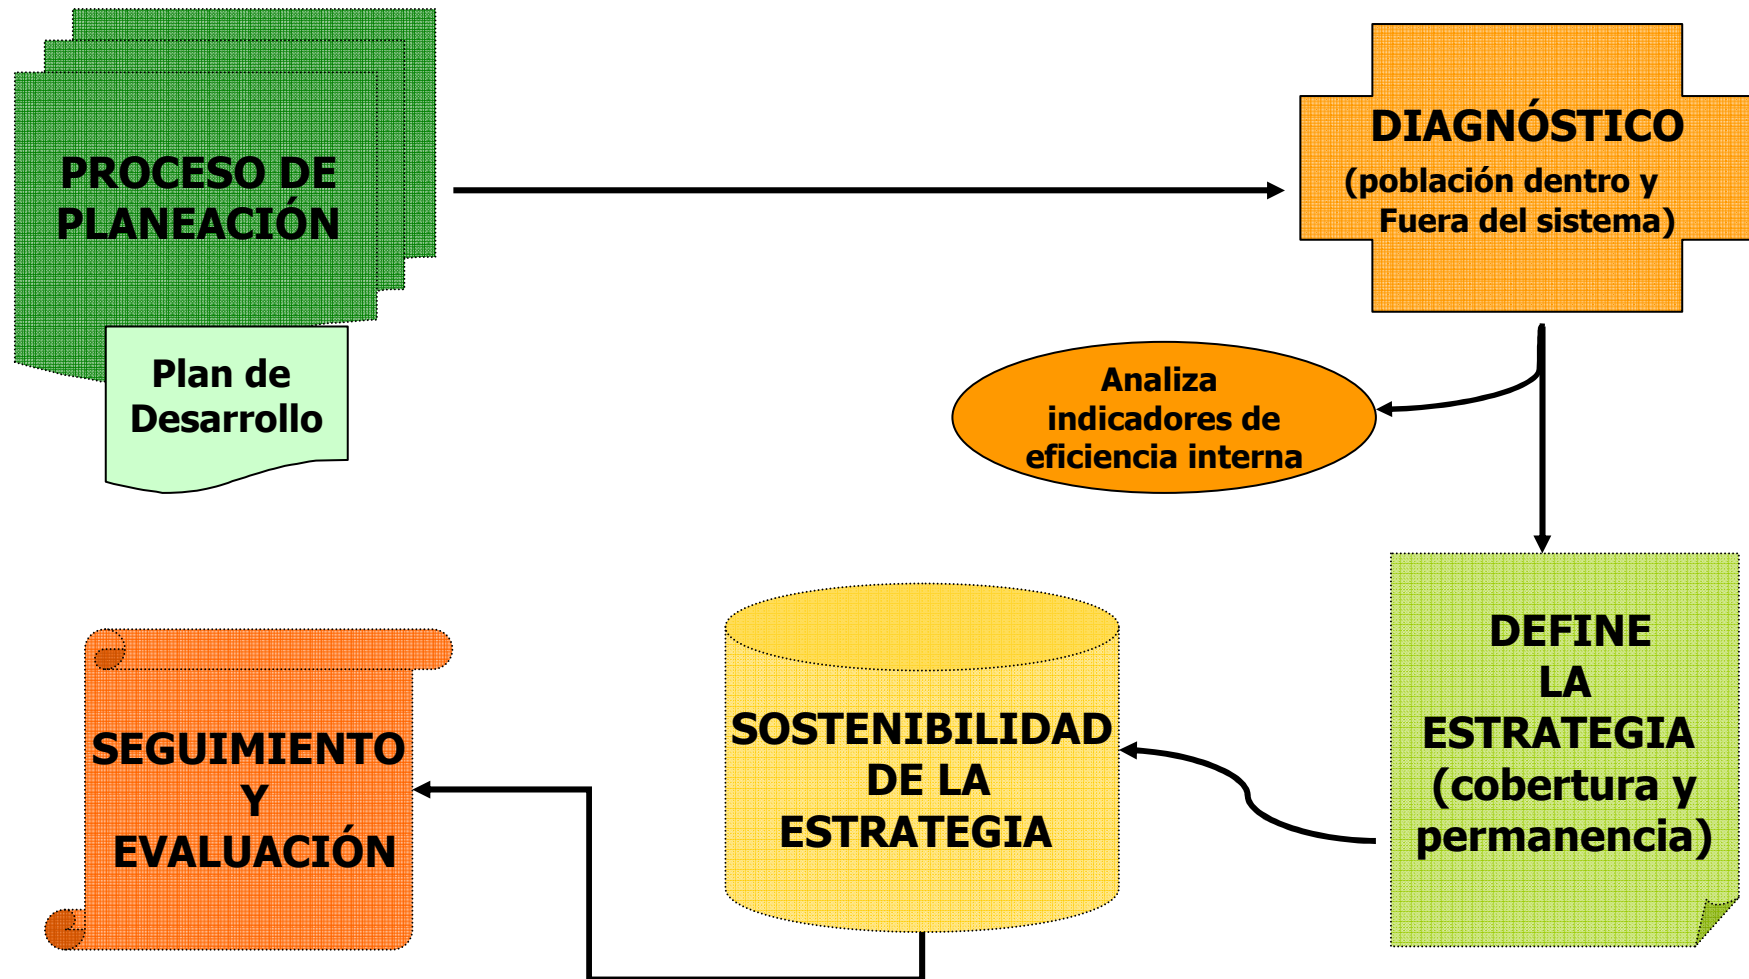 PROCESO DE
PLANEACIÓN
Plan de
Desarrollo
DIAGNÓSTICO
(población dentro y
Fuera del sistema)
Analiza
indicadores de
eficiencia interna
DEFINE
LA
ESTRATEGIA
(cobertura y
permanencia)
SOSTENIBILIDAD
DE LA
ESTRATEGIA
SEGUIMIENTO
Y
EVALUACIÓN